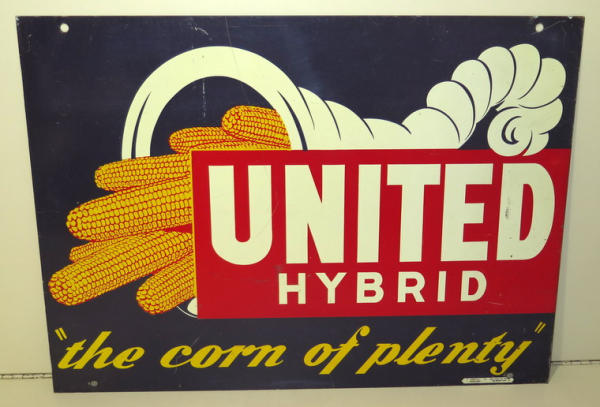 UNITED
HYBRID
"the corn of plenty"